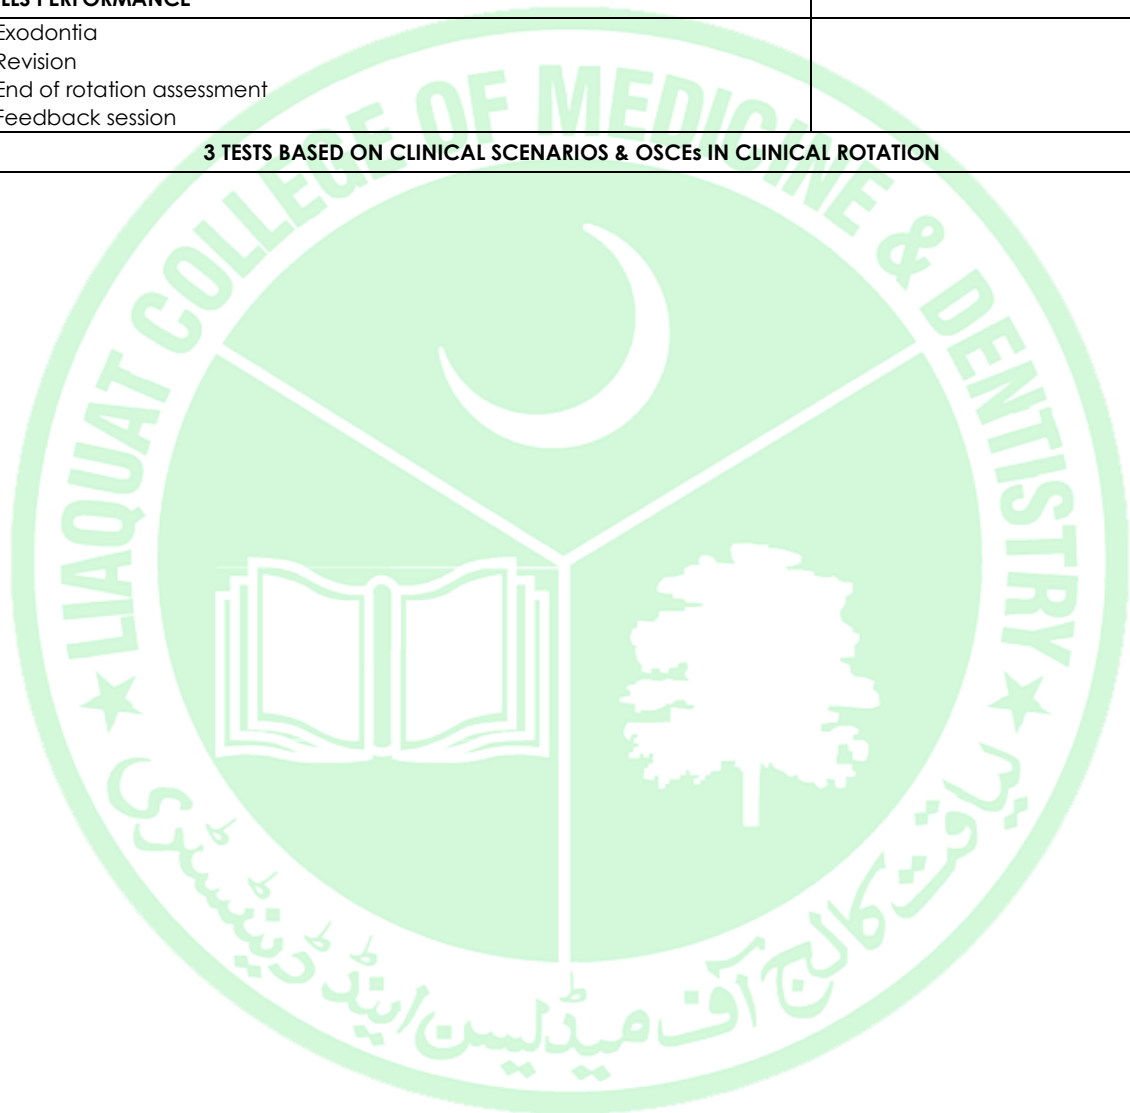 PERFORMANCE
Exodontia
Revision
End of rotation assessment
Feedback session
3 TESTS BASED ON CLINICAL SCENARIOS & OSCEs IN CLINICAL ROTATION
LIAQUAT COLLEGE OF MEDICINE & DENTISTRY
لیاقت کالج آف میڈیسن اینڈ ڈینٹسٹری